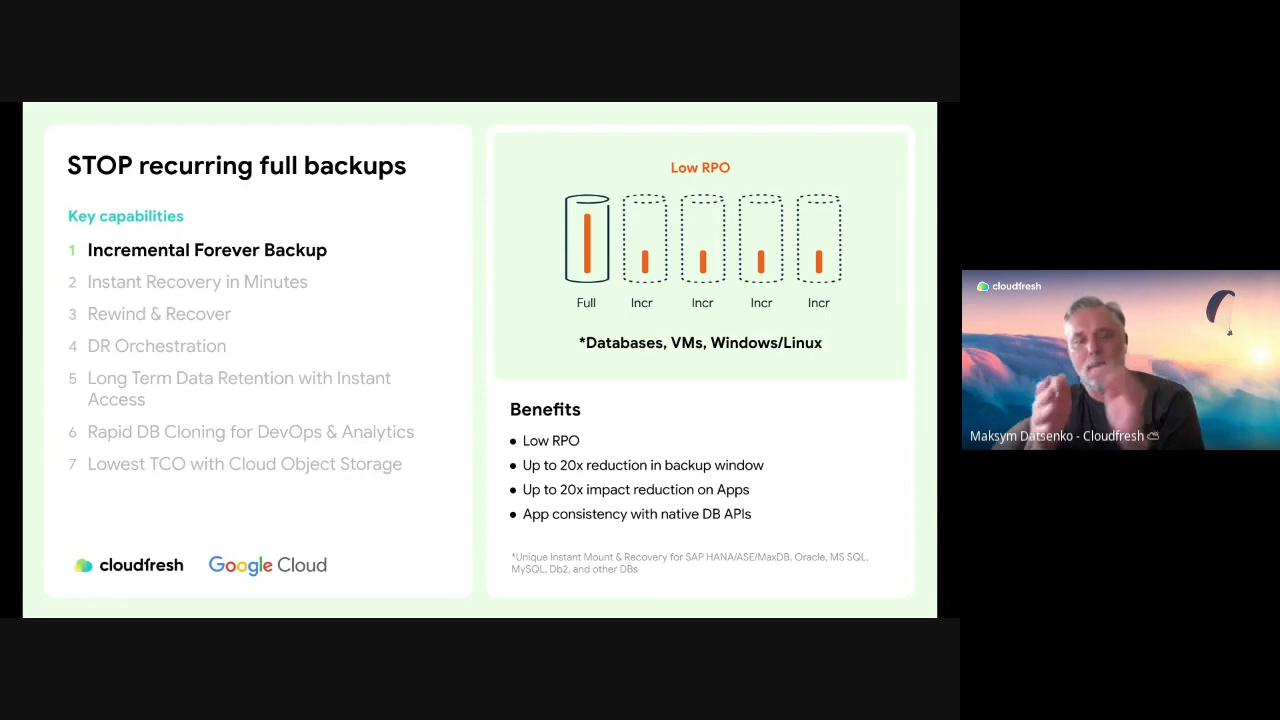 STOP recurring full backups
Key capabilities
1 Incremental Forever Backup
2 Instant Recovery in Minutes
3 Rewind & Recover
4 DR Orchestration
5 Long Term Data Retention with Instant
Access
6 Rapid DB Cloning for DevOps & Analytics
7 Lowest TCO with Cloud Object Storage
cloudfresh Google Cloud
Low RPO
Full Incr Incr Incr Incr
*Databases, VMs, Windows/Linux
Benefits
• Low RPO
• Up to 20x reduction in backup window
• Up to 20x impact reduction on Apps
• App consistency with native DB APIs
*Unique Instant Mount & Recovery for SAP HANA/ASE/MaxDB, Oracle, MS SQL,
MySQL, Db2, and other DBs
cloudfresh
Maksym Datsenko - Cloudfresh ⛅